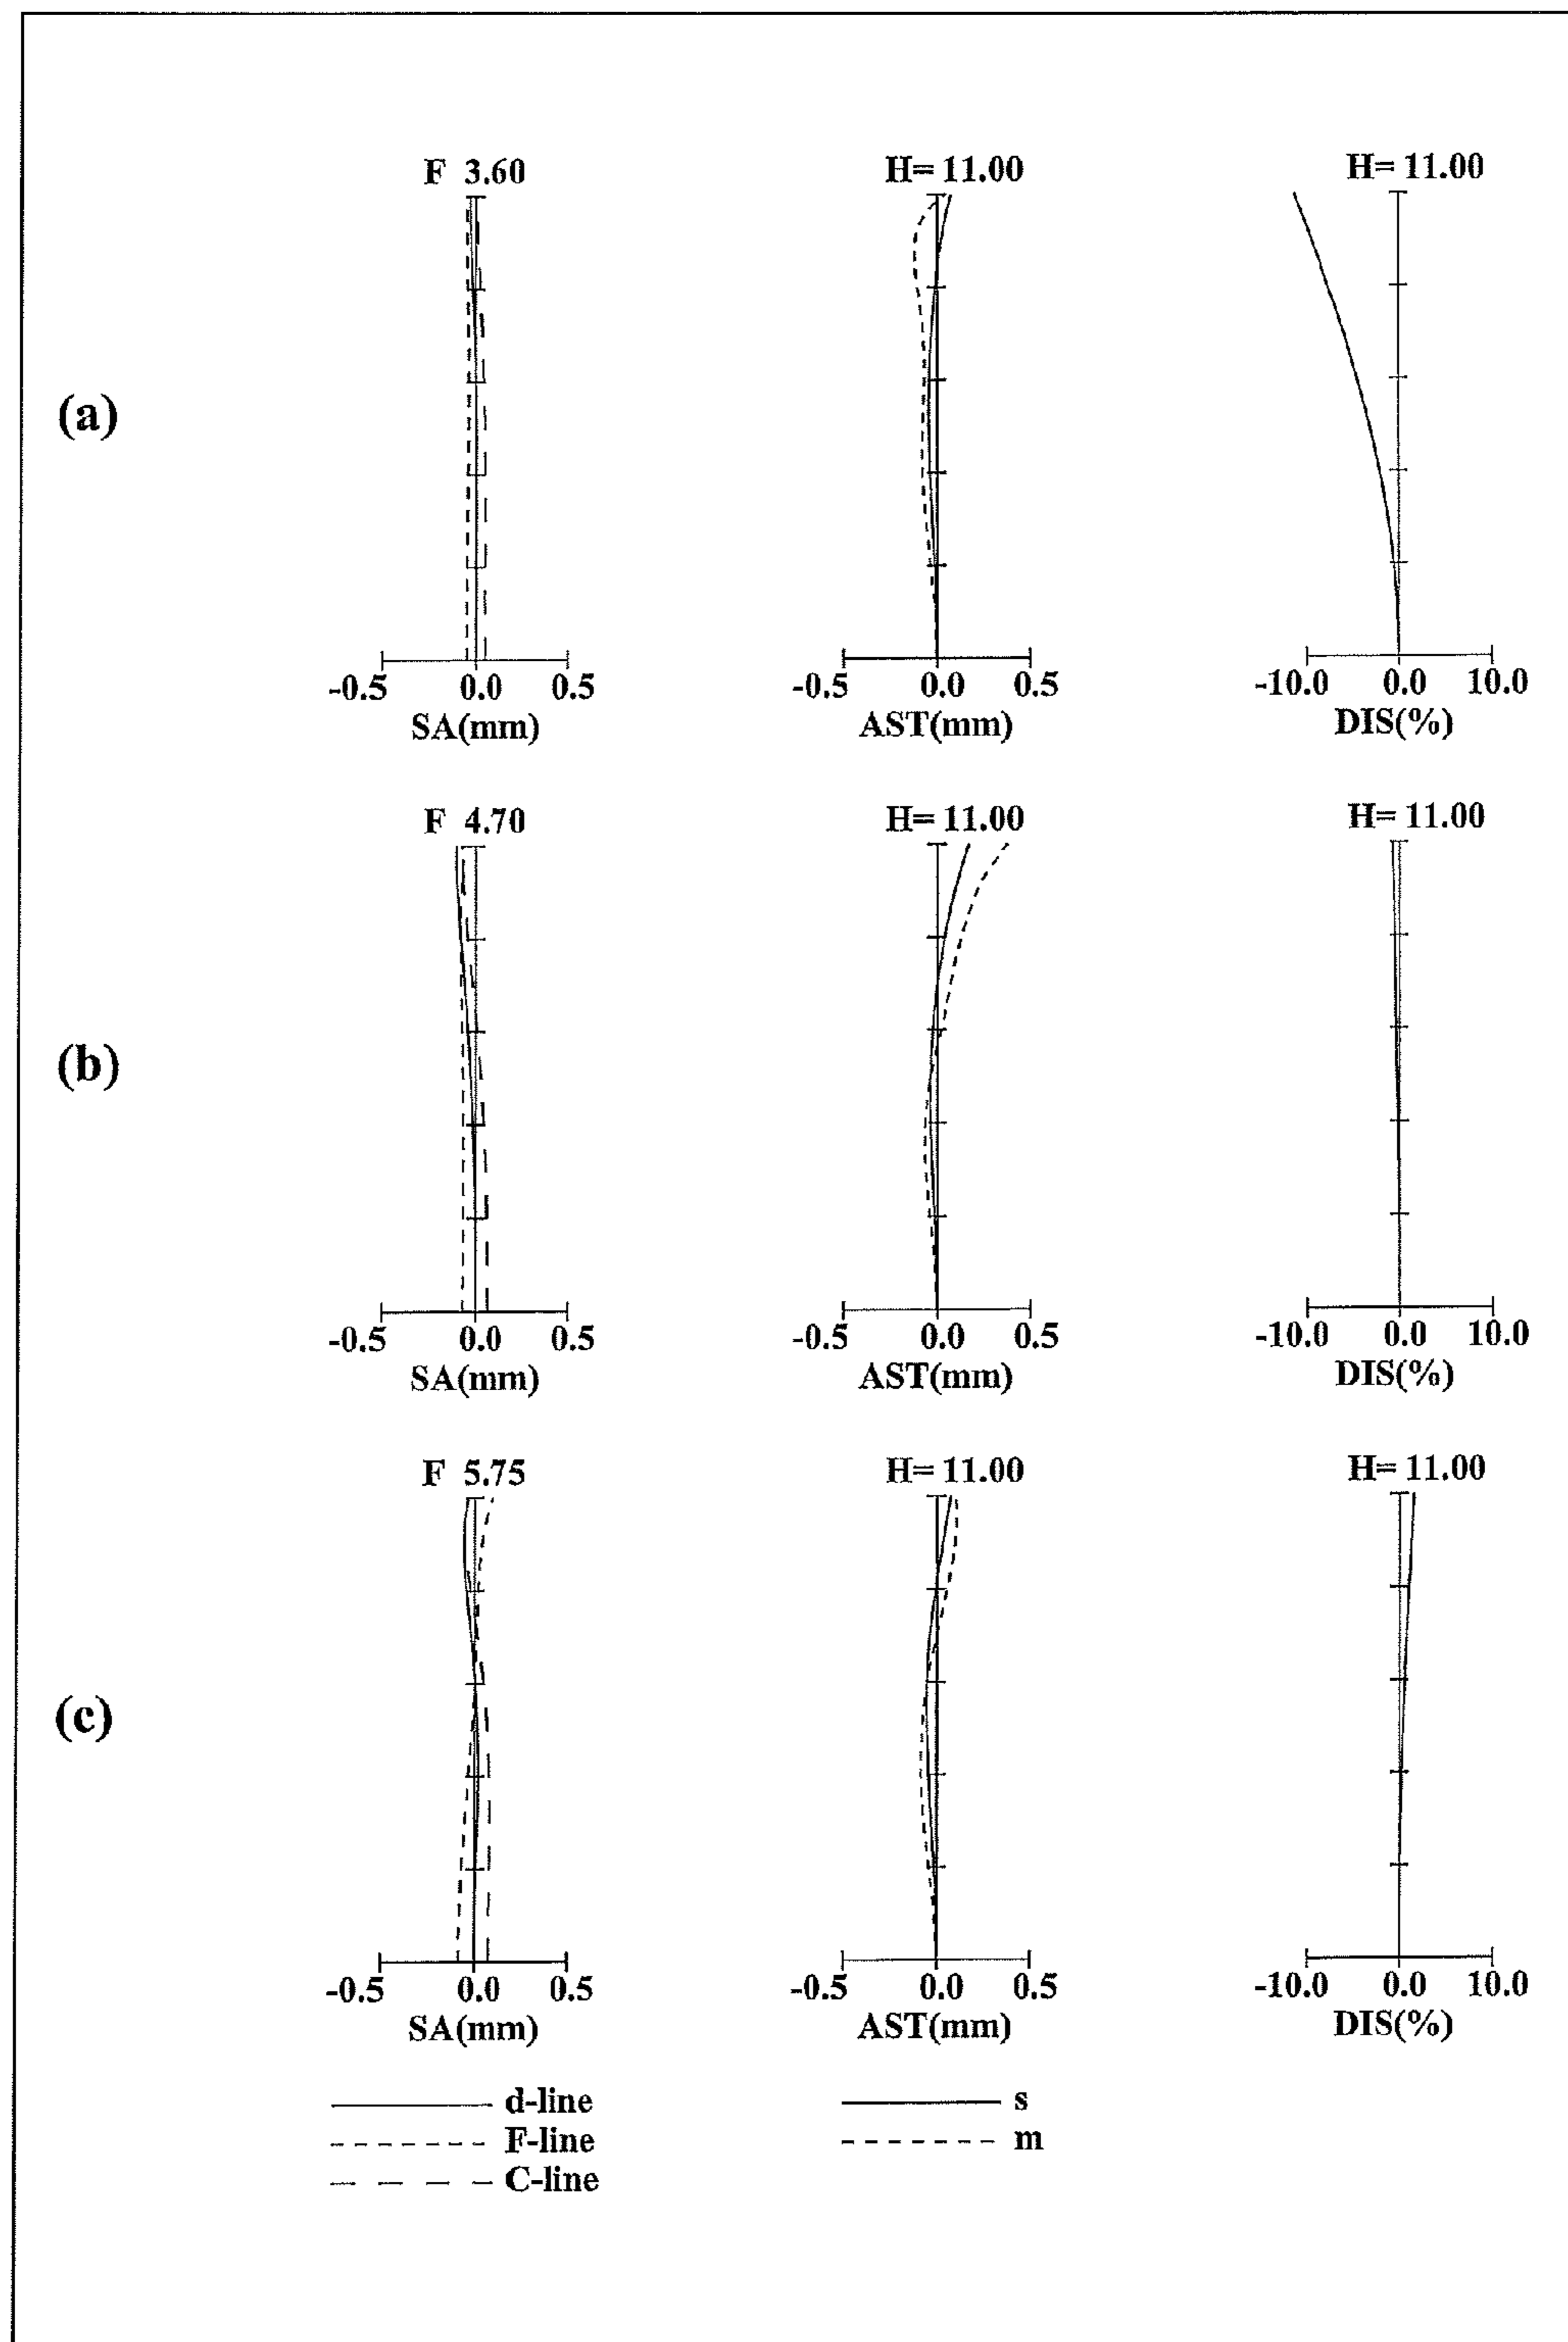 F 3.60 H= 11.00 H= 11.00
(a)
-0.5 0.0 0.5 -0.5 0.0 0.5 -10.0 0.0 10.0
SA(mm) AST(mm) DIS(%)
F 4.70 H= 11.00 H= 11.00
(b)
-0.5 0.0 0.5 -0.5 0.0 0.5 -10.0 0.0 10.0
SA(mm) AST(mm) DIS(%)
F 5.75 H= 11.00 H= 11.00
(c)
-0.5 0.0 0.5 -0.5 0.0 0.5 -10.0 0.0 10.0
SA(mm) AST(mm) DIS(%)
d-line s
F-line m
C-line